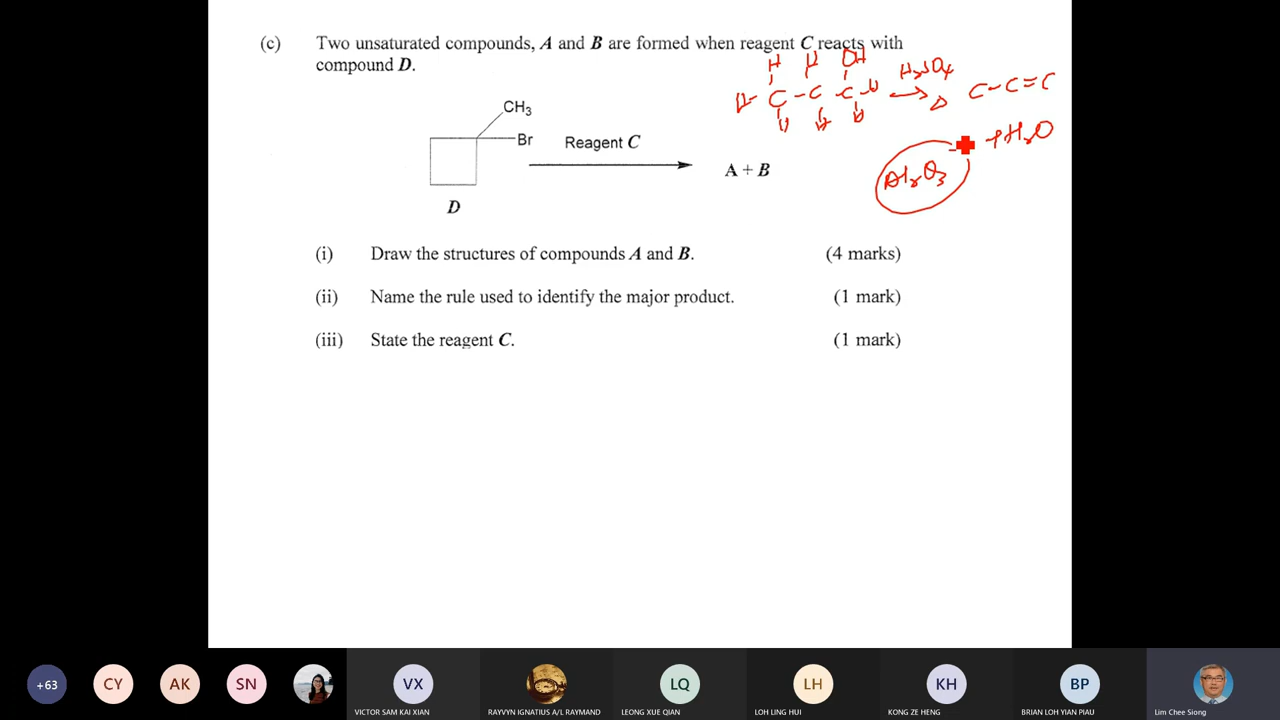 (c) Two unsaturated compounds, A and B are formed when reagent C reacts with
compound D.
H H OH
H- C - C - C -H → C - C = C
H₂SO₄
Δ
H H H
+ H₂O
Al₂O₃
CH₃
Br
Reagent C
A + B
D
(i) Draw the structures of compounds A and B. (4 marks)
(ii) Name the rule used to identify the major product. (1 mark)
(iii) State the reagent C. (1 mark)
+63
CY
AK
SN
VX
LQ
LH
KH
BP
VICTOR SAM KAI XIAN
RAYVYN IGNATIUS A/L RAYMAND
LEONG XUE QIAN
LOH LING HUI
KONG ZE HENG
BRIAN LOH YIAN PIAU
Lim Chee Siong